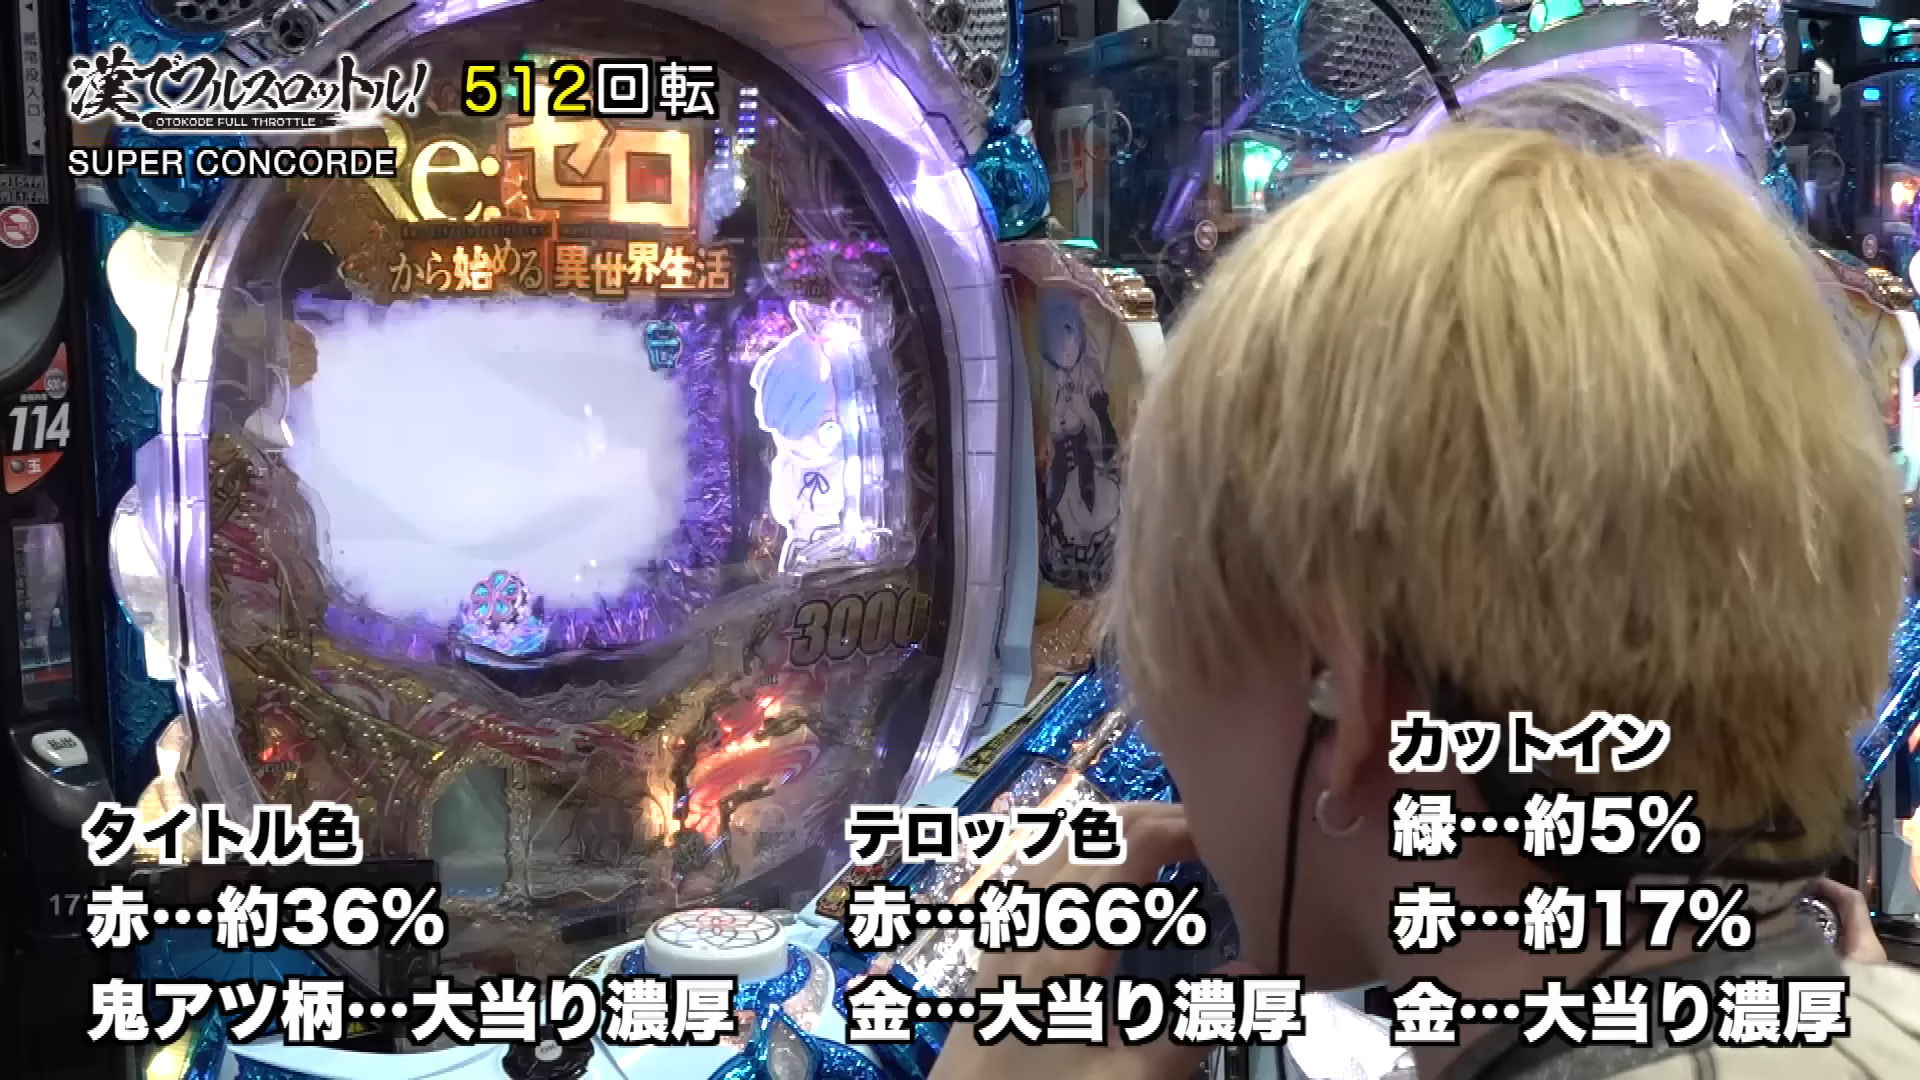 漢でフルスロットル!
OTOKODE FULL THROTTLE
512回転
SUPER CONCORDE
Re:ゼロ
から始める異世界生活
500
114
玉
3000
カットイン
緑…約5%
赤…約17%
金…大当り濃厚
タイトル色
赤…約36%
鬼アツ柄…大当り濃厚
テロップ色
赤…約66%
金…大当り濃厚